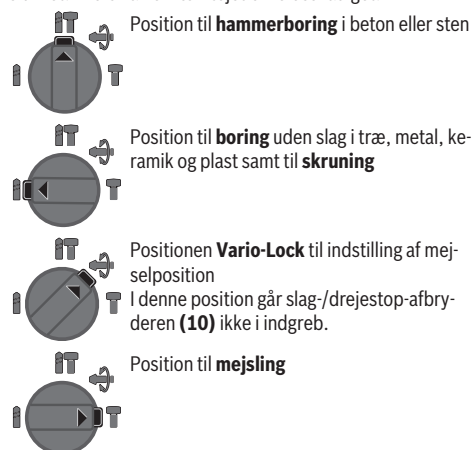 Position til hammerboring i beton eller sten
Position til boring uden slag i træ, metal, ke-
ramik og plast samt til skruning
Positionen Vario-Lock til indstilling af mej-
selposition
I denne position går slag-/drejestop-afbry-
deren (10) ikke i indgreb.
Position til mejsling